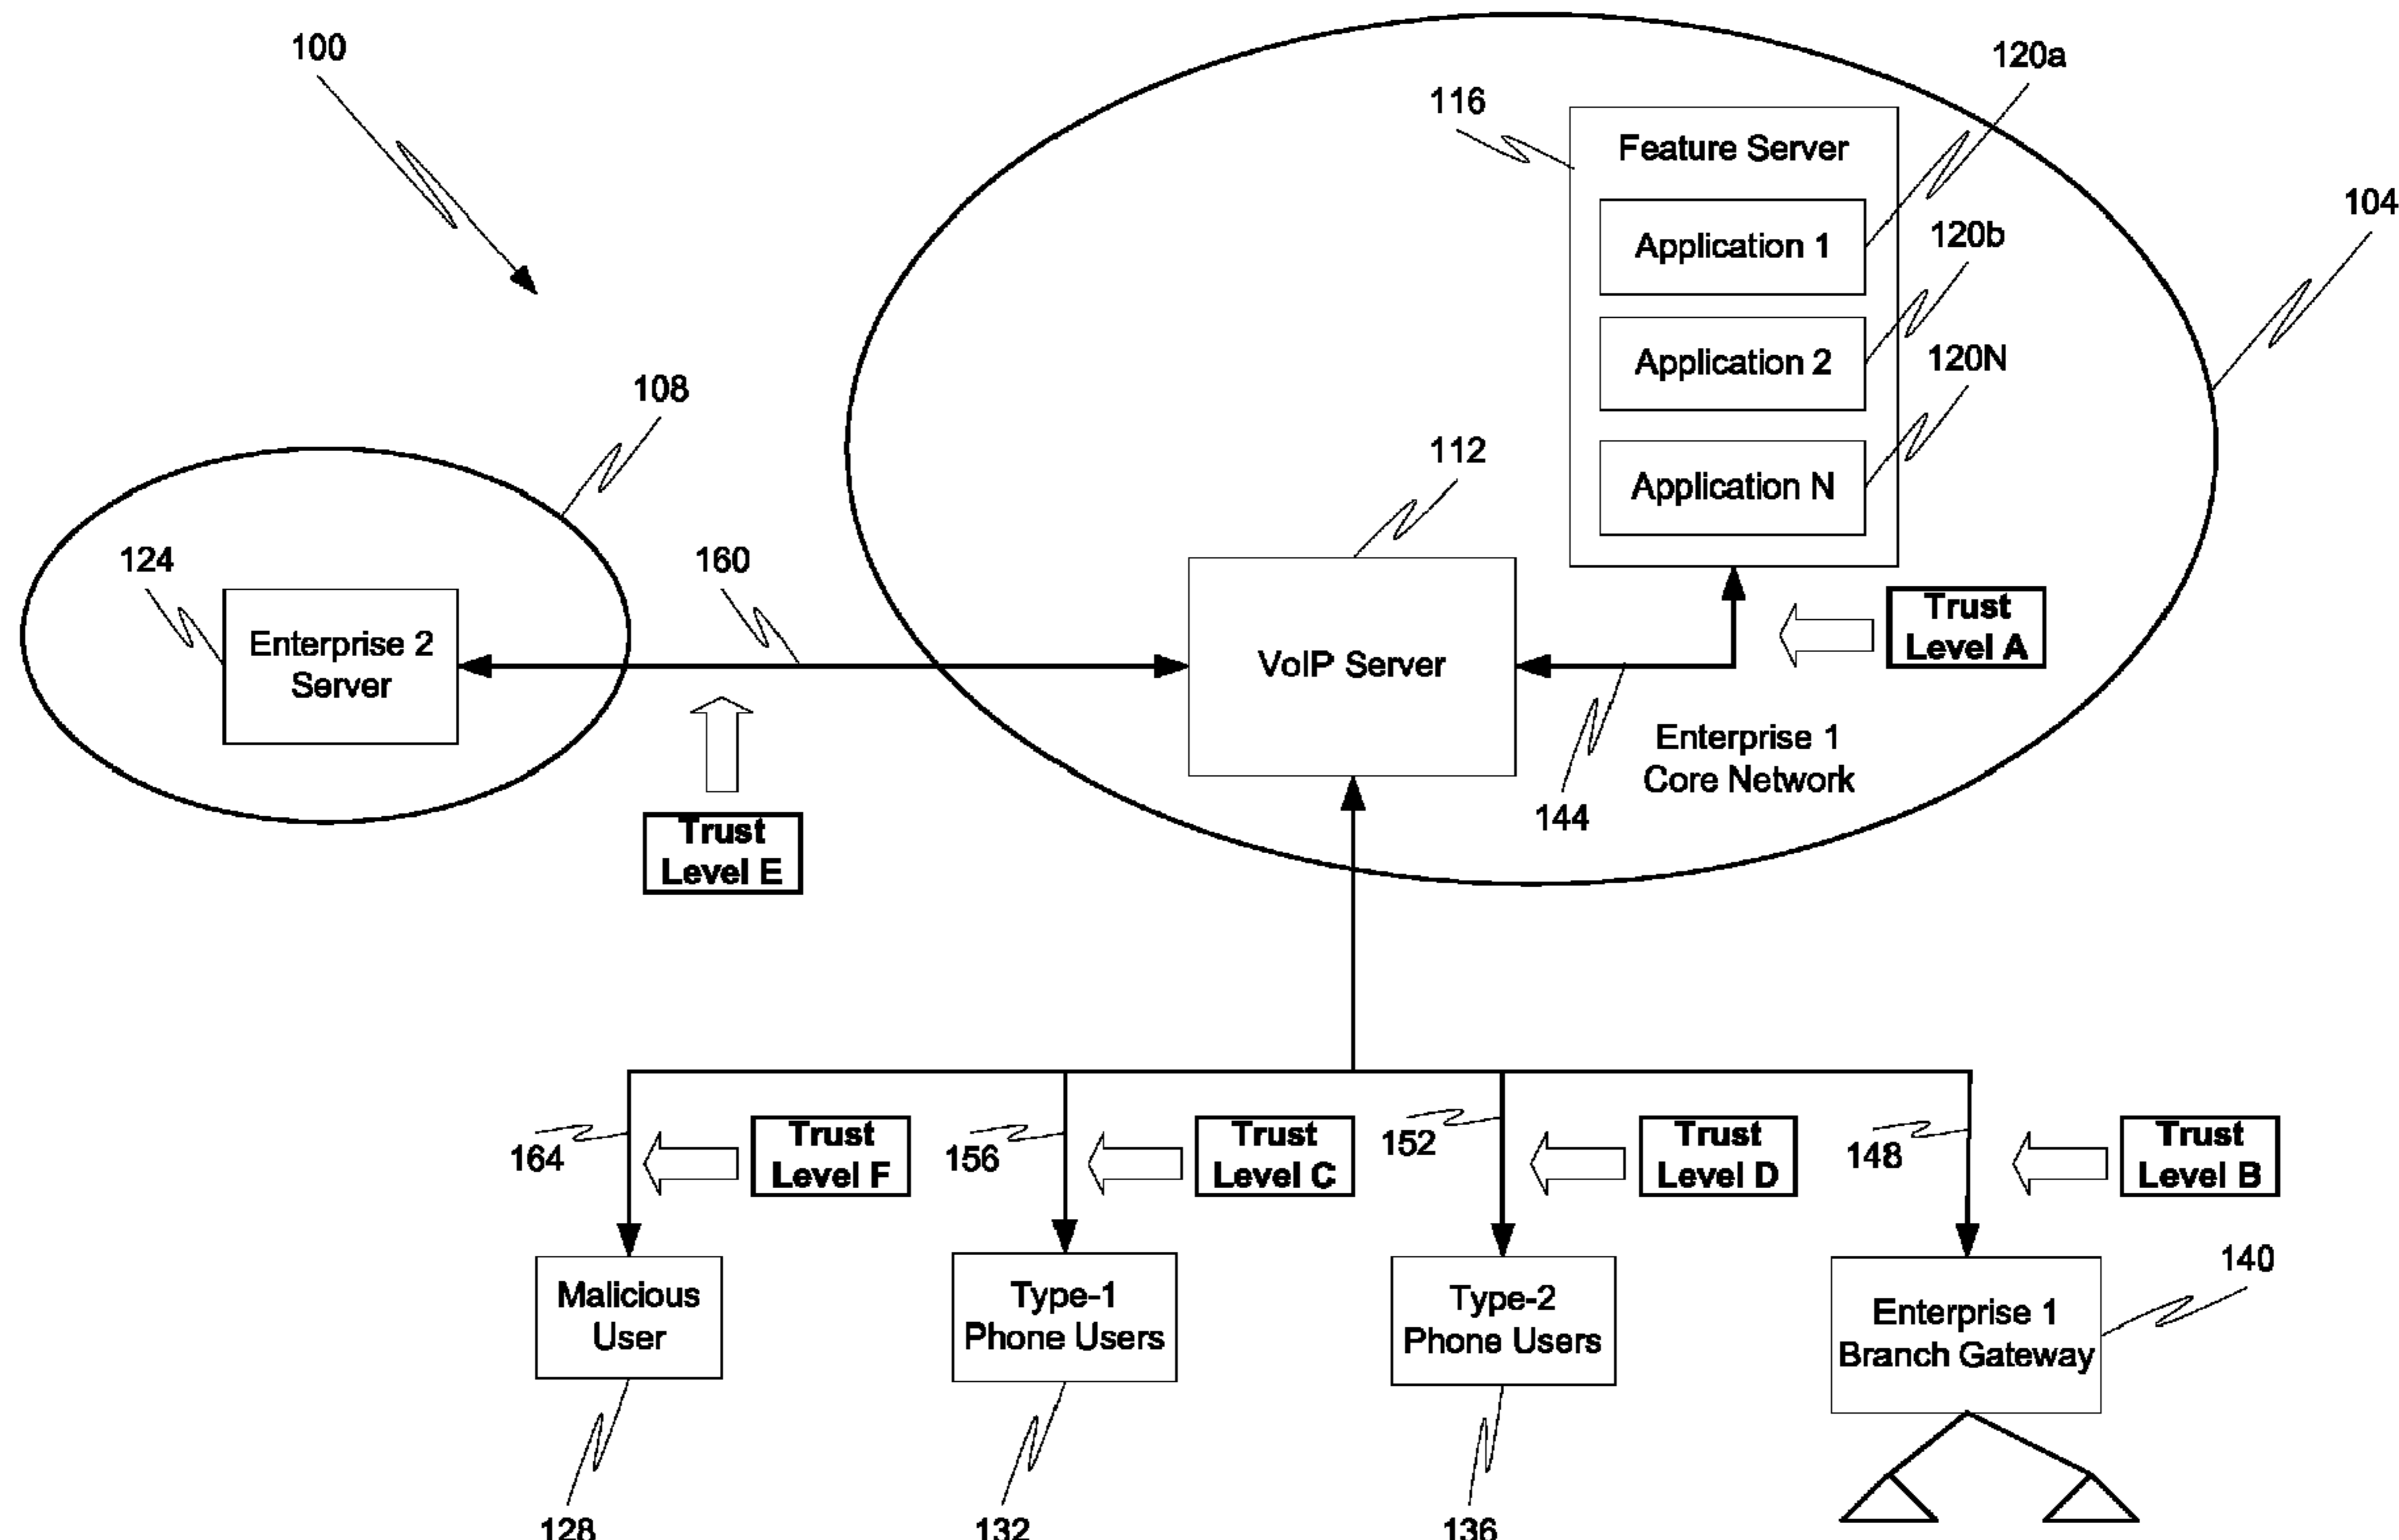 100
120a
116
Feature Server
104
Application 1
120b
Application 2
120N
108
112
Application N
124
160
Enterprise 2
Server
VoIP Server
Trust
Level A
Enterprise 1
Core Network
144
Trust
Level E
164
Trust
Level F
156
Trust
Level C
152
Trust
Level D
148
Trust
Level B
140
Malicious
User
Type-1
Phone Users
Type-2
Phone Users
Enterprise 1
Branch Gateway
128
132
136